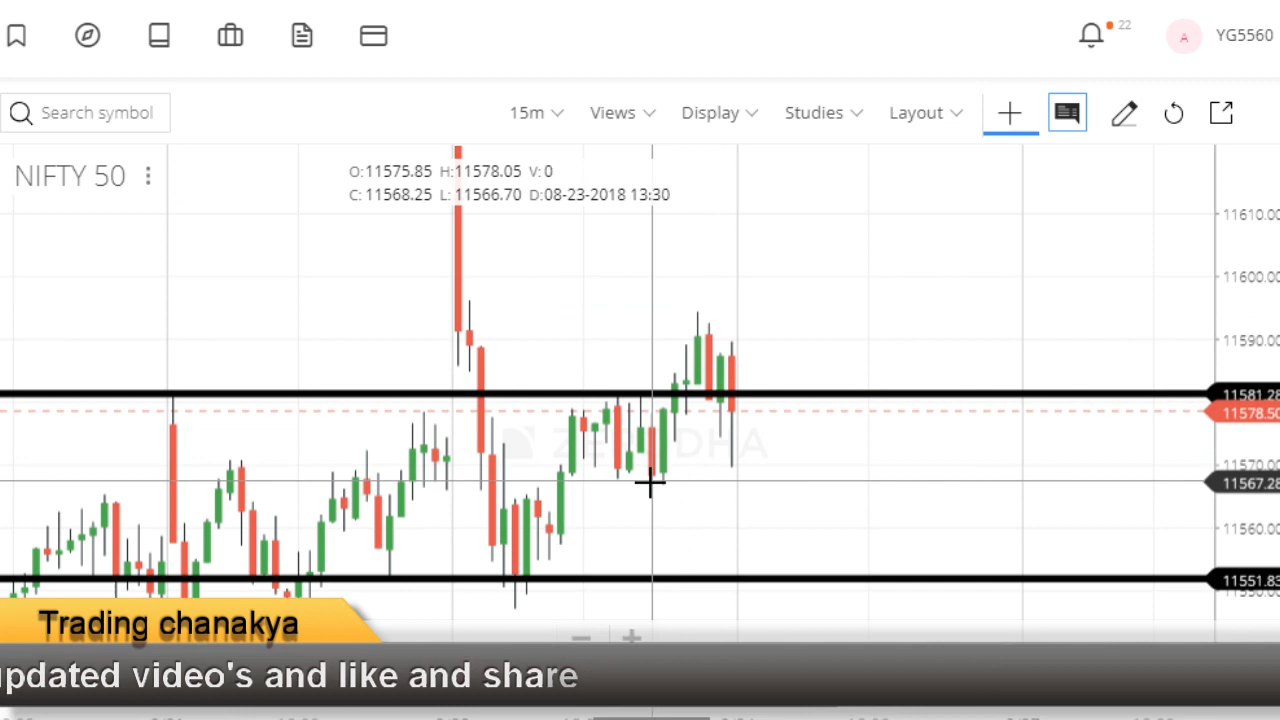 22
A
YG5560
Search symbol
15m Views Display Studies Layout
NIFTY 50
O:11575.85 H:11578.05 V:0
C:11568.25 L:11566.70 D:08-23-2018 13:30
11610.00
11600.00
11590.00
11581.28
11578.50
11570.00
11567.28
11560.00
11551.83
Trading chanakya
updated video's and like and share